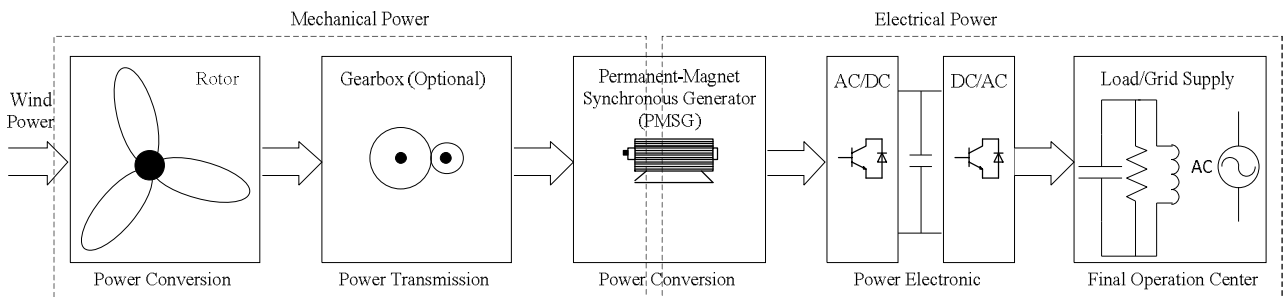 Mechanical Power
Electrical Power
Wind
Power
Rotor
Gearbox (Optional)
Permanent-Magnet
Synchronous Generator
(PMSG)
AC/DC
DC/AC
Load/Grid Supply
AC
Power Conversion
Power Transmission
Power Conversion
Power Electronic
Final Operation Center